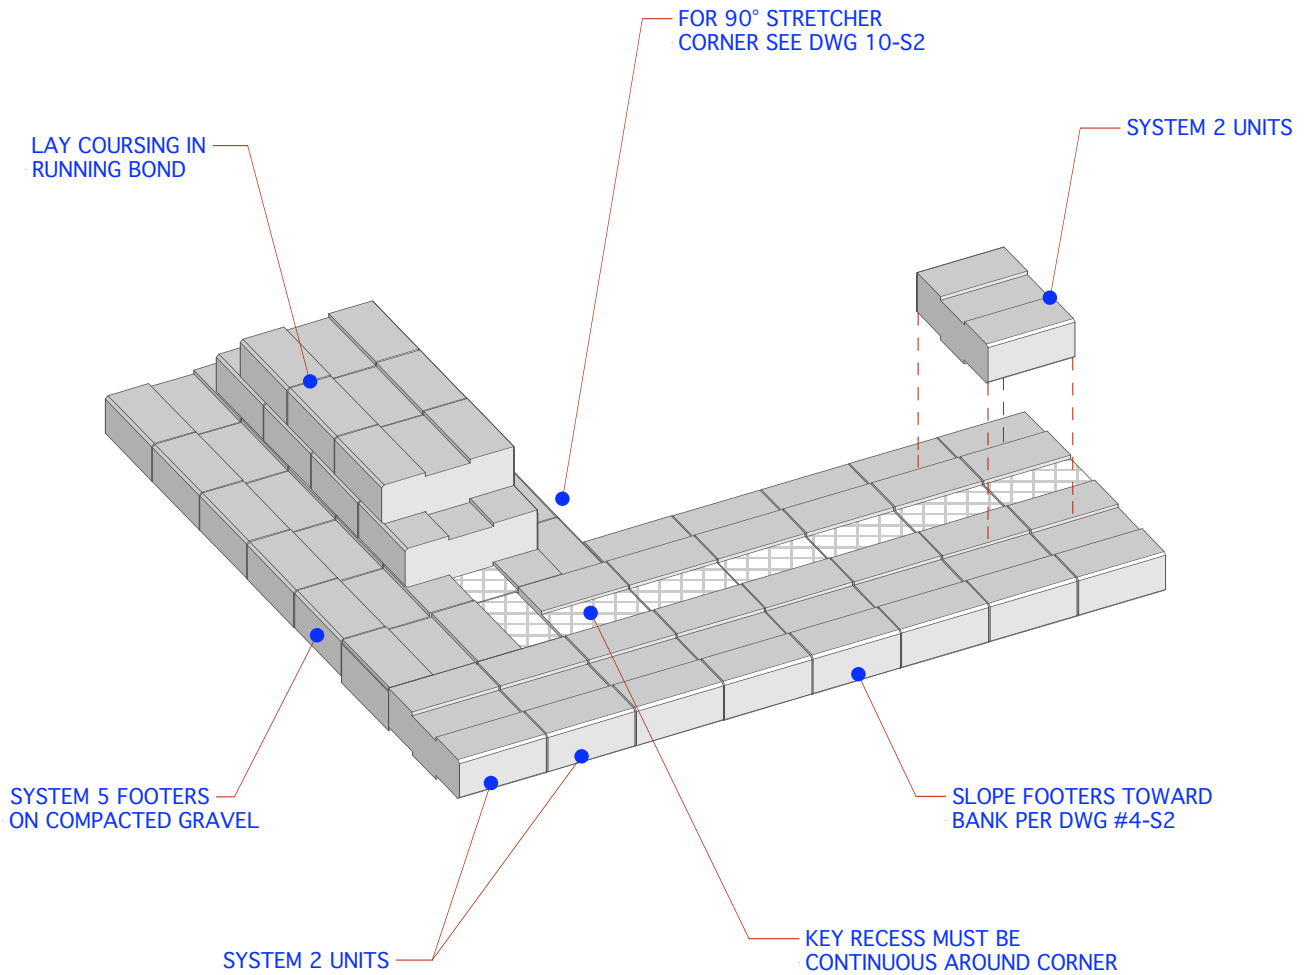 FOR 90° STRETCHER
CORNER SEE DWG 10-S2
SYSTEM 2 UNITS
LAY COURSING IN
RUNNING BOND
SYSTEM 5 FOOTERS
ON COMPACTED GRAVEL
SLOPE FOOTERS TOWARD
BANK PER DWG #4-S2
SYSTEM 2 UNITS
KEY RECESS MUST BE
CONTINUOUS AROUND CORNER